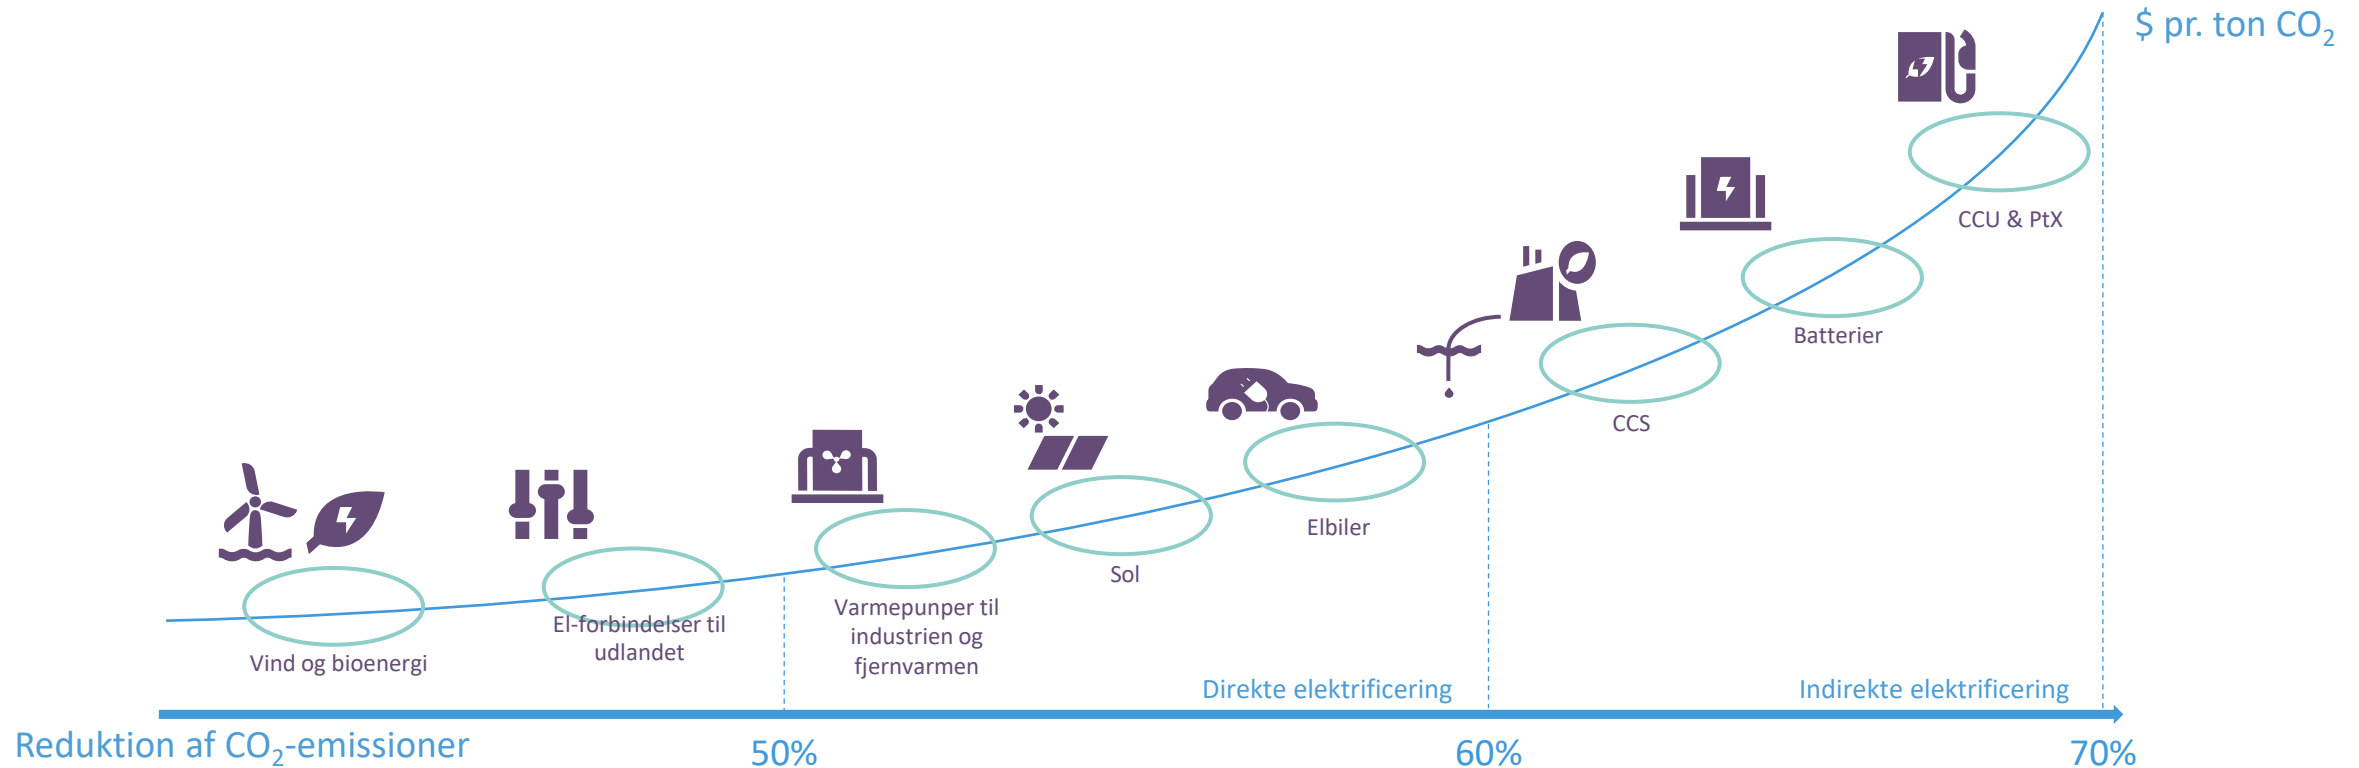 $ pr. ton CO₂
CCU & PtX
Batterier
CCS
Elbiler
Sol
Varmepunper til
industrien og
fjernvarmen
El-forbindelser til
udlandet
Vind og bioenergi
Direkte elektrificering
Indirekte elektrificering
Reduktion af CO₂-emissioner
50%
60%
70%